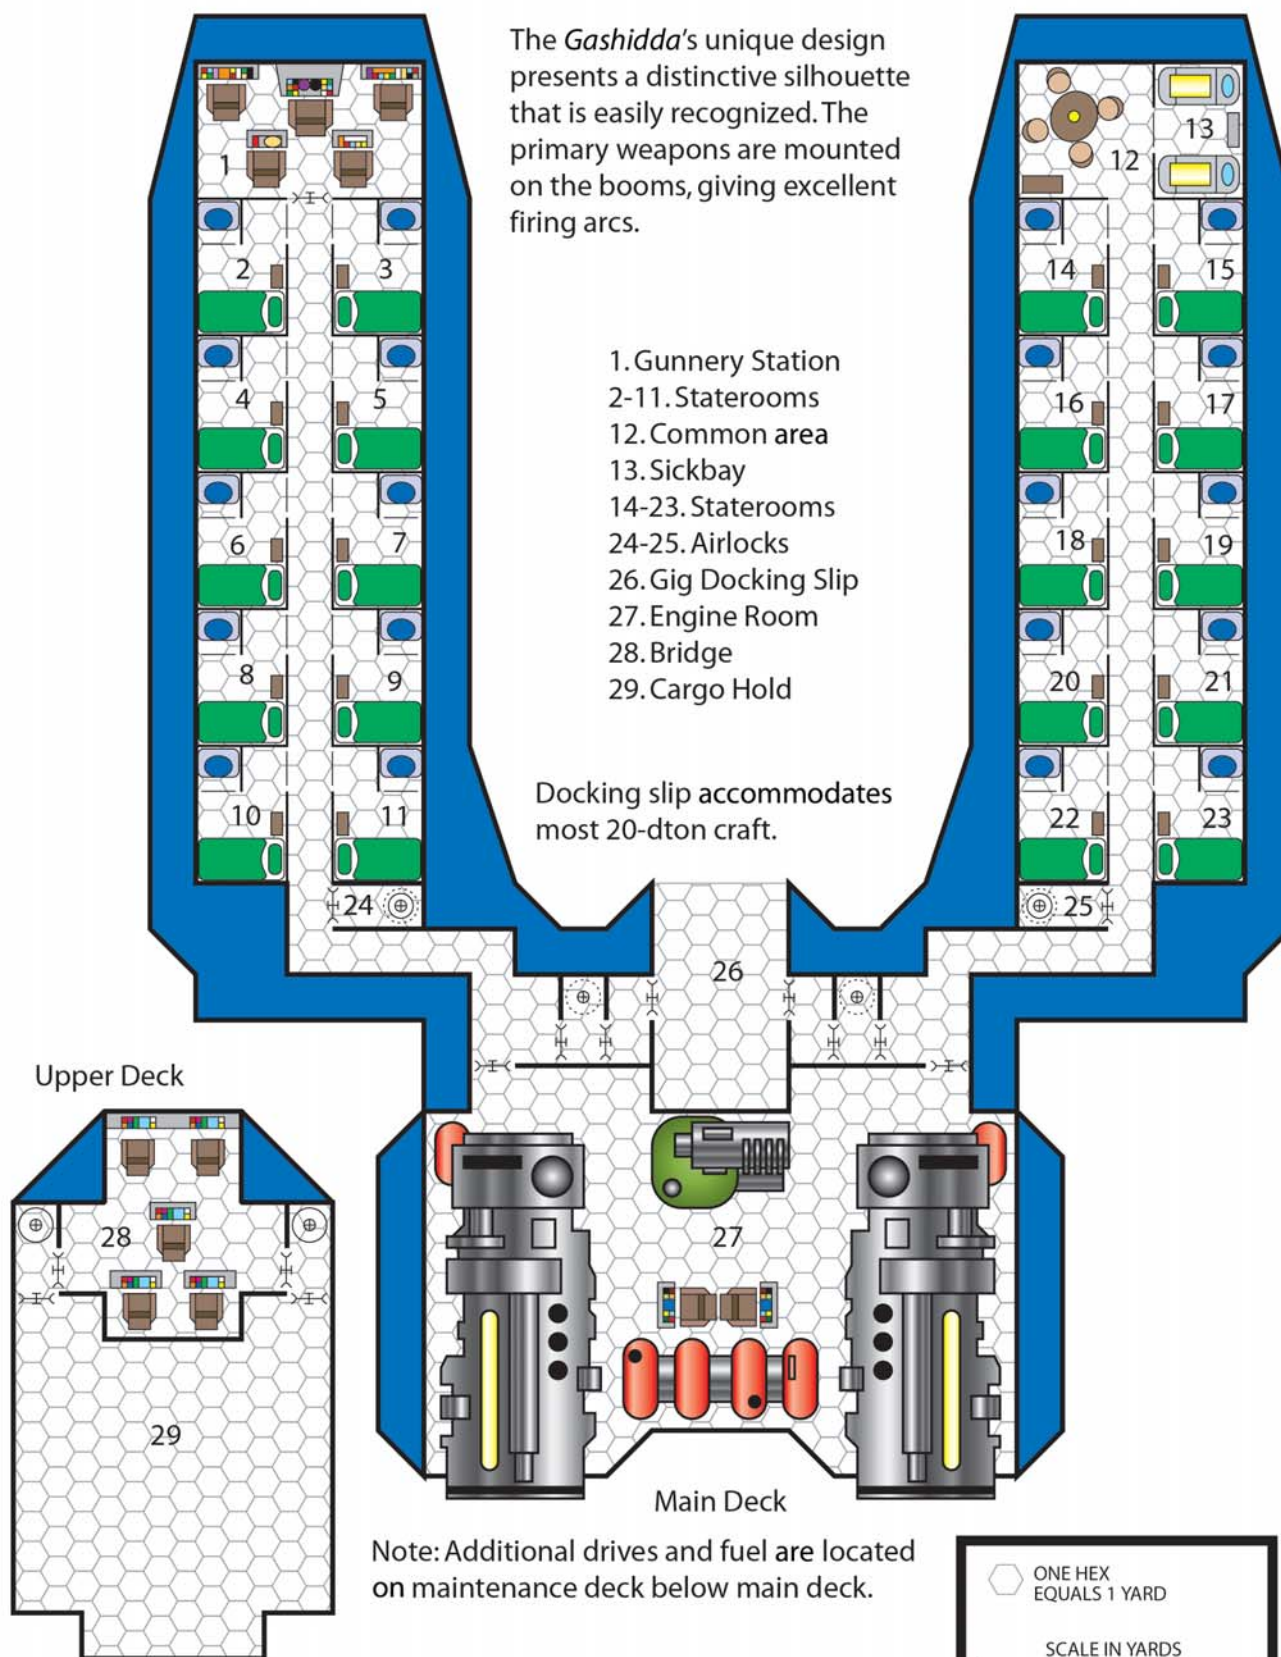 The Gashidda's unique design
presents a distinctive silhouette
that is easily recognized. The
primary weapons are mounted
on the booms, giving excellent
firing arcs.
1
12
13
2
3
14
15
1. Gunnery Station
2-11. Staterooms
12. Common area
13. Sickbay
14-23. Staterooms
24-25. Airlocks
26. Gig Docking Slip
27. Engine Room
28. Bridge
29. Cargo Hold
4
5
16
17
6
7
18
19
8
9
20
21
Docking slip accommodates
most 20-dton craft.
10
11
22
23
24
25
26
Upper Deck
28
27
29
Main Deck
Note: Additional drives and fuel are located
on maintenance deck below main deck.
ONE HEX
EQUALS 1 YARD
SCALE IN YARDS